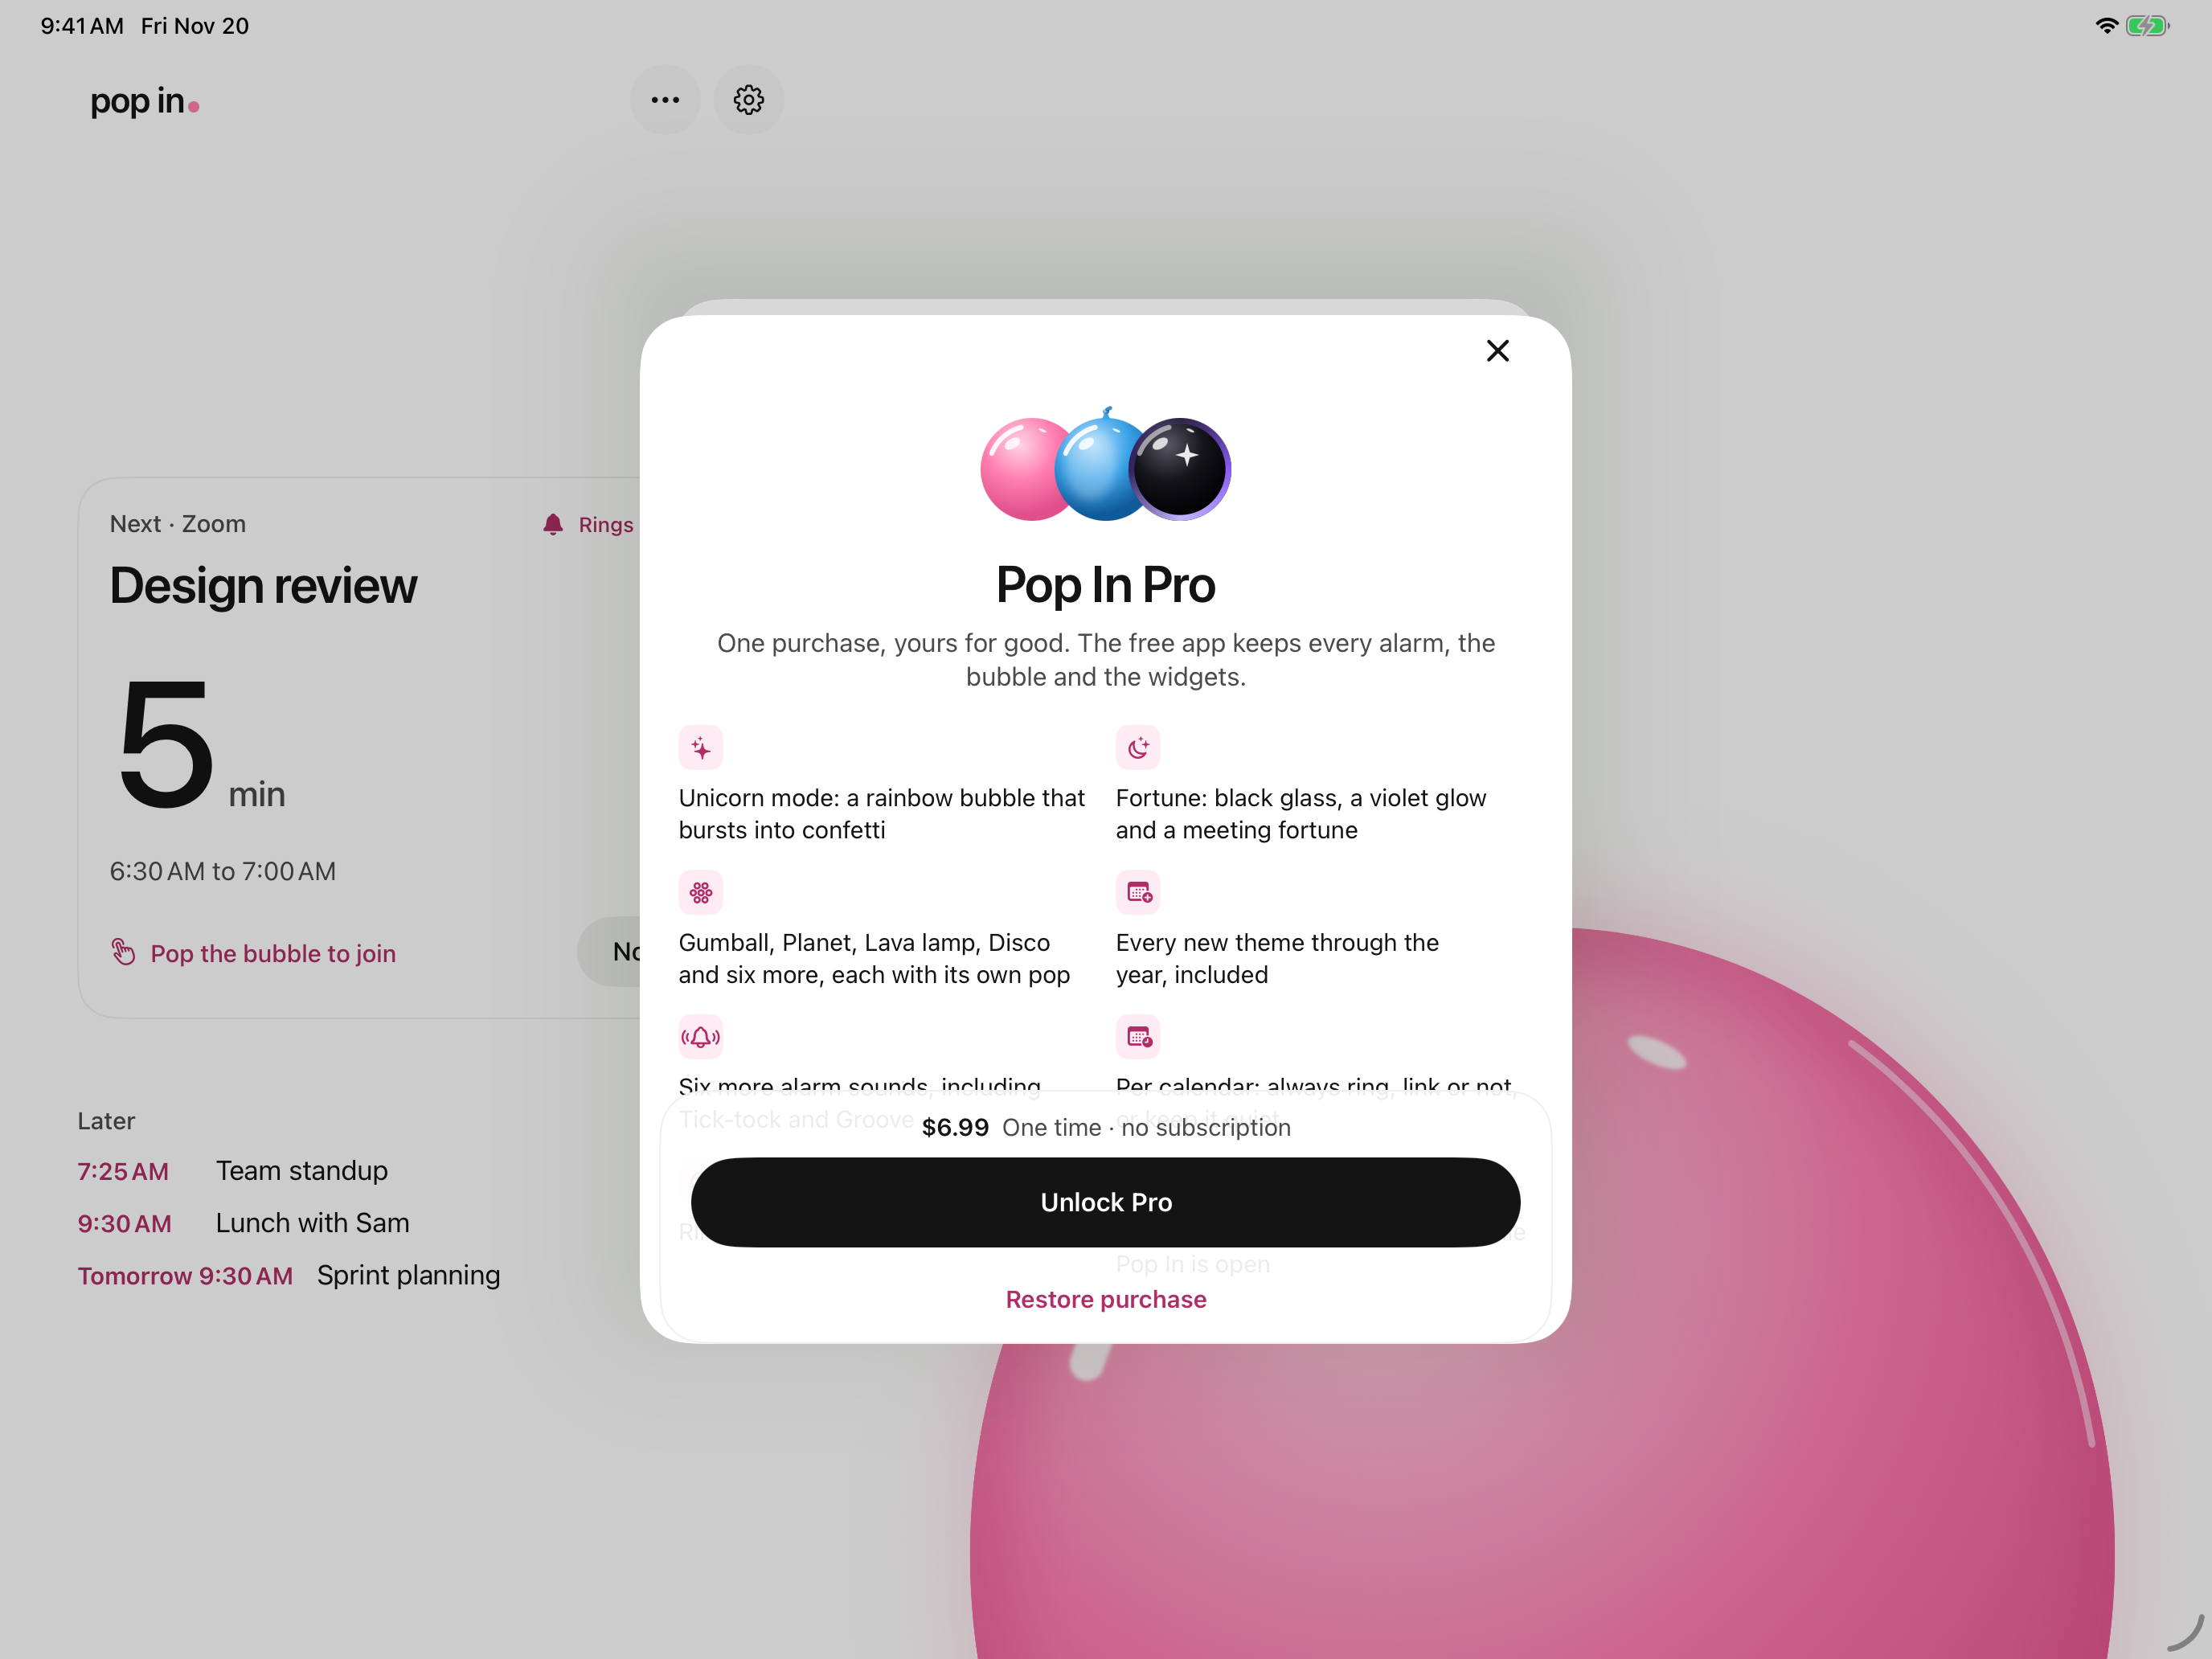 9:41 AM Fri Nov 20
pop in
Next · Zoom
Rings
Design review
5 min
6:30 AM to 7:00 AM
Pop the bubble to join
Later
7:25 AM Team standup
9:30 AM Lunch with Sam
Tomorrow 9:30 AM Sprint planning
Pop In Pro
One purchase, yours for good. The free app keeps every alarm, the
bubble and the widgets.
Unicorn mode: a rainbow bubble that
bursts into confetti
Fortune: black glass, a violet glow
and a meeting fortune
Gumball, Planet, Lava lamp, Disco
and six more, each with its own pop
Every new theme through the
year, included
Six more alarm sounds, including
Tick-tock and Groove
Per calendar: always ring, link or not,
or keep it quiet
$6.99 One time · no subscription
Unlock Pro
Pop In is open
Restore purchase